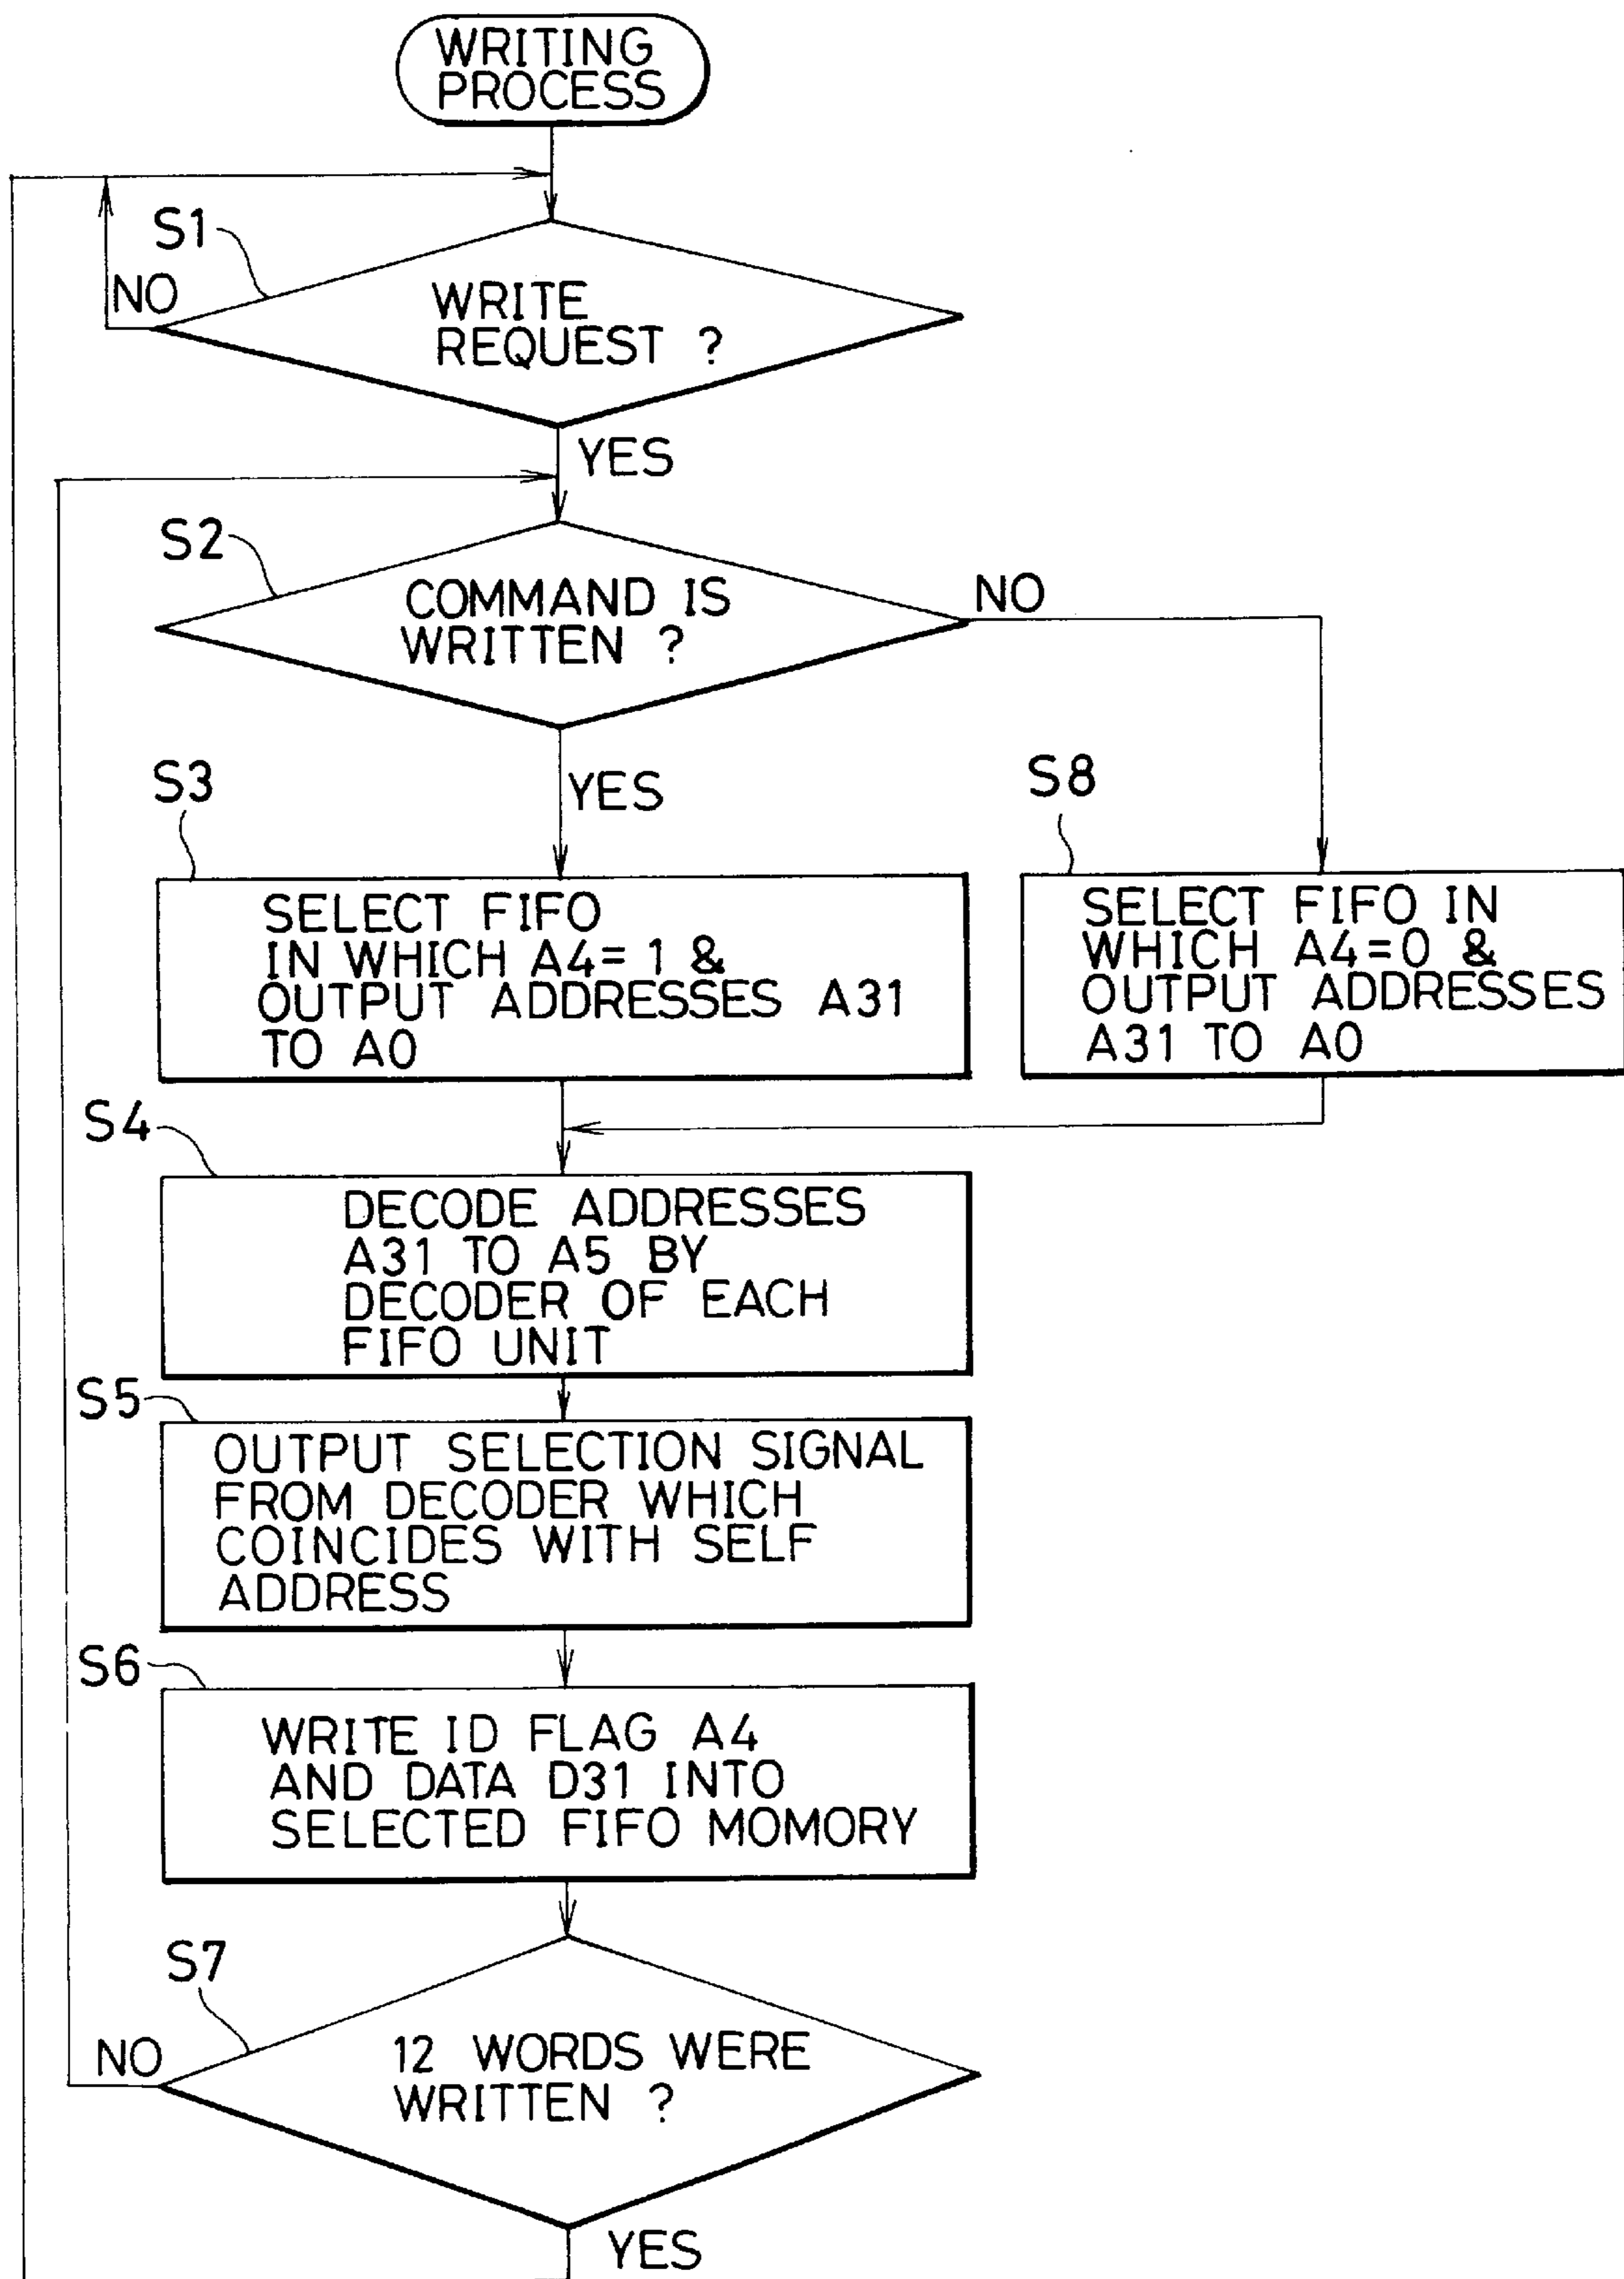 WRITING
PROCESS
S1
NO
WRITE
REQUEST ?
YES
S2
COMMAND IS
WRITTEN ?
NO
YES
S3
SELECT FIFO
IN WHICH A4=1 &
OUTPUT ADDRESSES A31
TO A0
S8
SELECT FIFO IN
WHICH A4=0 &
OUTPUT ADDRESSES
A31 TO A0
S4
DECODE ADDRESSES
A31 TO A5 BY
DECODER OF EACH
FIFO UNIT
S5
OUTPUT SELECTION SIGNAL
FROM DECODER WHICH
COINCIDES WITH SELF
ADDRESS
S6
WRITE ID FLAG A4
AND DATA D31 INTO
SELECTED FIFO MOMORY
S7
NO
12 WORDS WERE
WRITTEN ?
YES